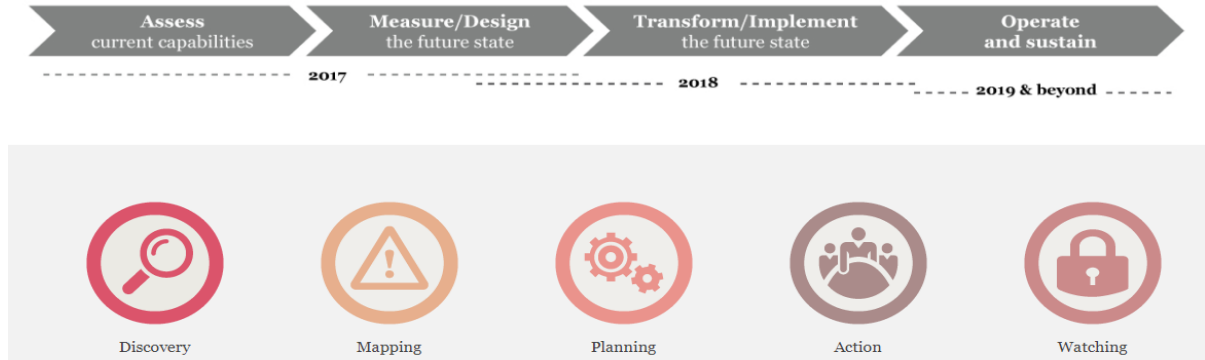 Assess
current capabilities
Measure/Design
the future state
Transform/Implement
the future state
Operate
and sustain
2017
2018
2019 & beyond
Discovery
Mapping
Planning
Action
Watching